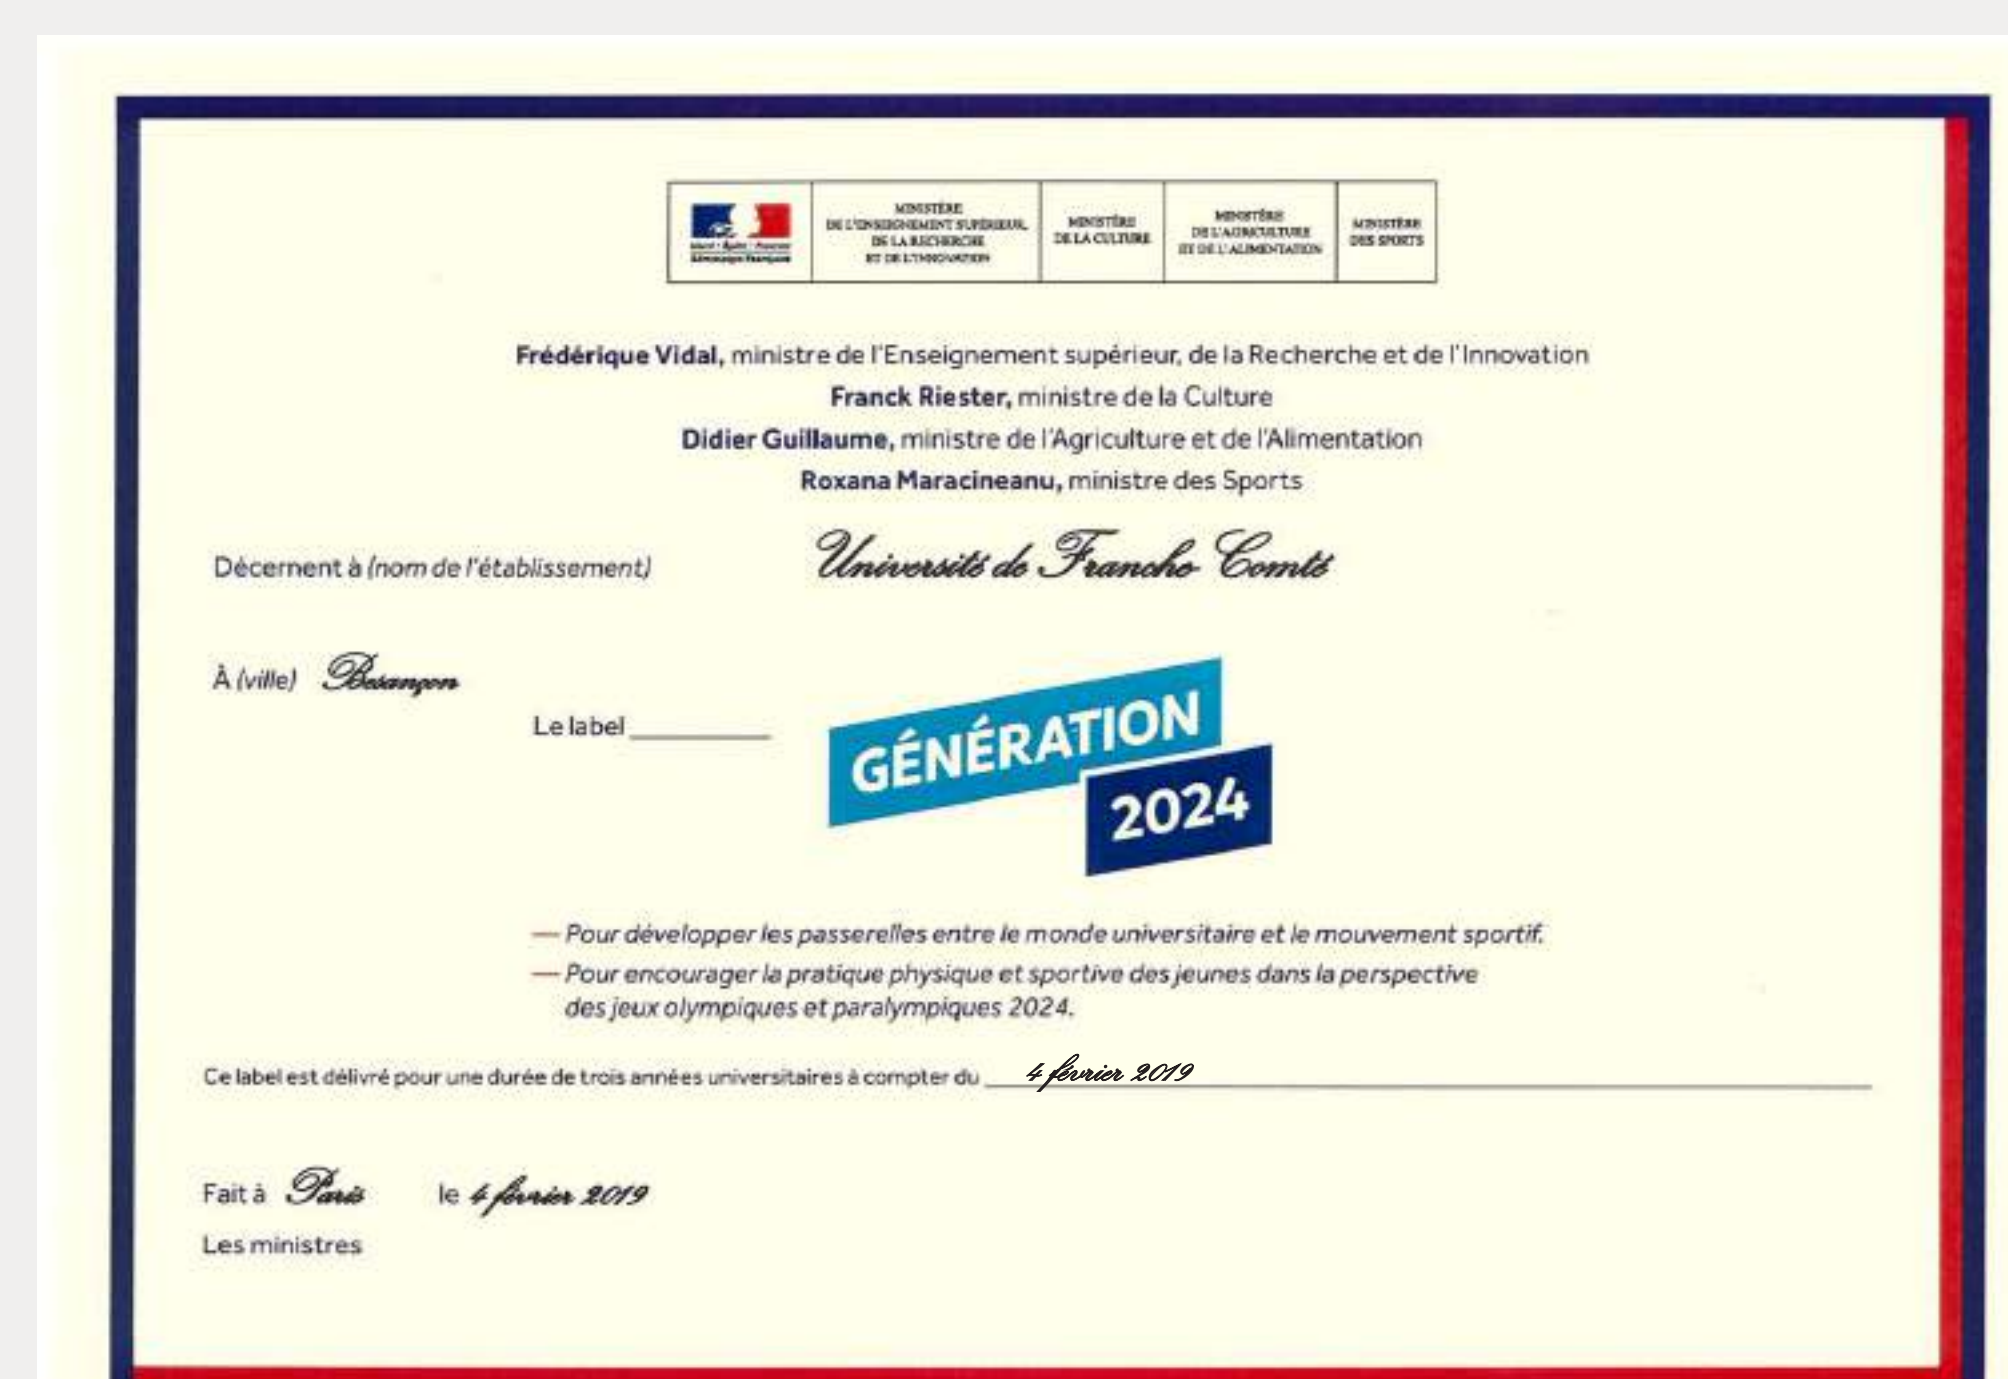 Liberté • Égalité • Fraternité
RÉPUBLIQUE FRANÇAISE
MINISTÈRE
DE L'ENSEIGNEMENT SUPÉRIEUR,
DE LA RECHERCHE
ET DE L'INNOVATION
MINISTÈRE
DE LA CULTURE
MINISTÈRE
DE L'AGRICULTURE
ET DE L'ALIMENTATION
MINISTÈRE
DES SPORTS
Frédérique Vidal, ministre de l'Enseignement supérieur, de la Recherche et de l'Innovation
Franck Riester, ministre de la Culture
Didier Guillaume, ministre de l'Agriculture et de l'Alimentation
Roxana Maracineanu, ministre des Sports
Décernent à (nom de l'établissement) Université de Franche Comté
À (ville) Besançon
Le label
GÉNÉRATION
2024
— Pour développer les passerelles entre le monde universitaire et le mouvement sportif.
— Pour encourager la pratique physique et sportive des jeunes dans la perspective
des jeux olympiques et paralympiques 2024.
Ce label est délivré pour une durée de trois années universitaires à compter du 4 février 2019
Fait à Paris le 4 février 2019
Les ministres